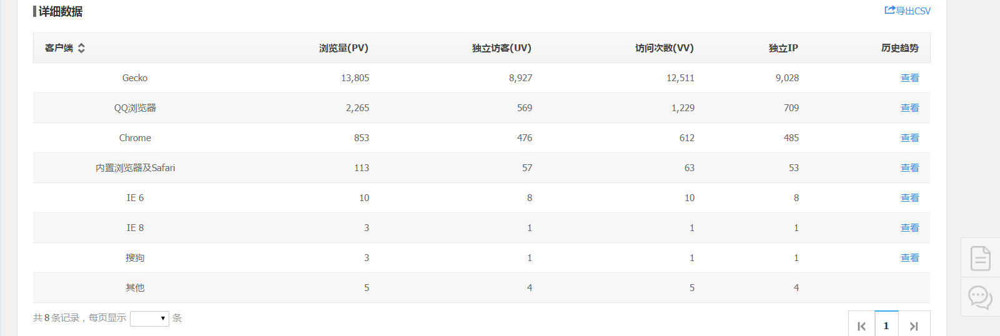 详细数据 导出CSV
客户端 浏览量(PV) 独立访客(UV) 访问次数(VV) 独立IP 历史趋势
Gecko 13,805 8,927 12,511 9,028 查看
QQ浏览器 2,265 569 1,229 709 查看
Chrome 853 476 612 485 查看
内置浏览器及Safari 113 57 63 53 查看
IE 6 10 8 10 8 查看
IE 8 3 1 1 1 查看
搜狗 3 1 1 1 查看
其他 5 4 5 4
共 8 条记录，每页显示 条 1